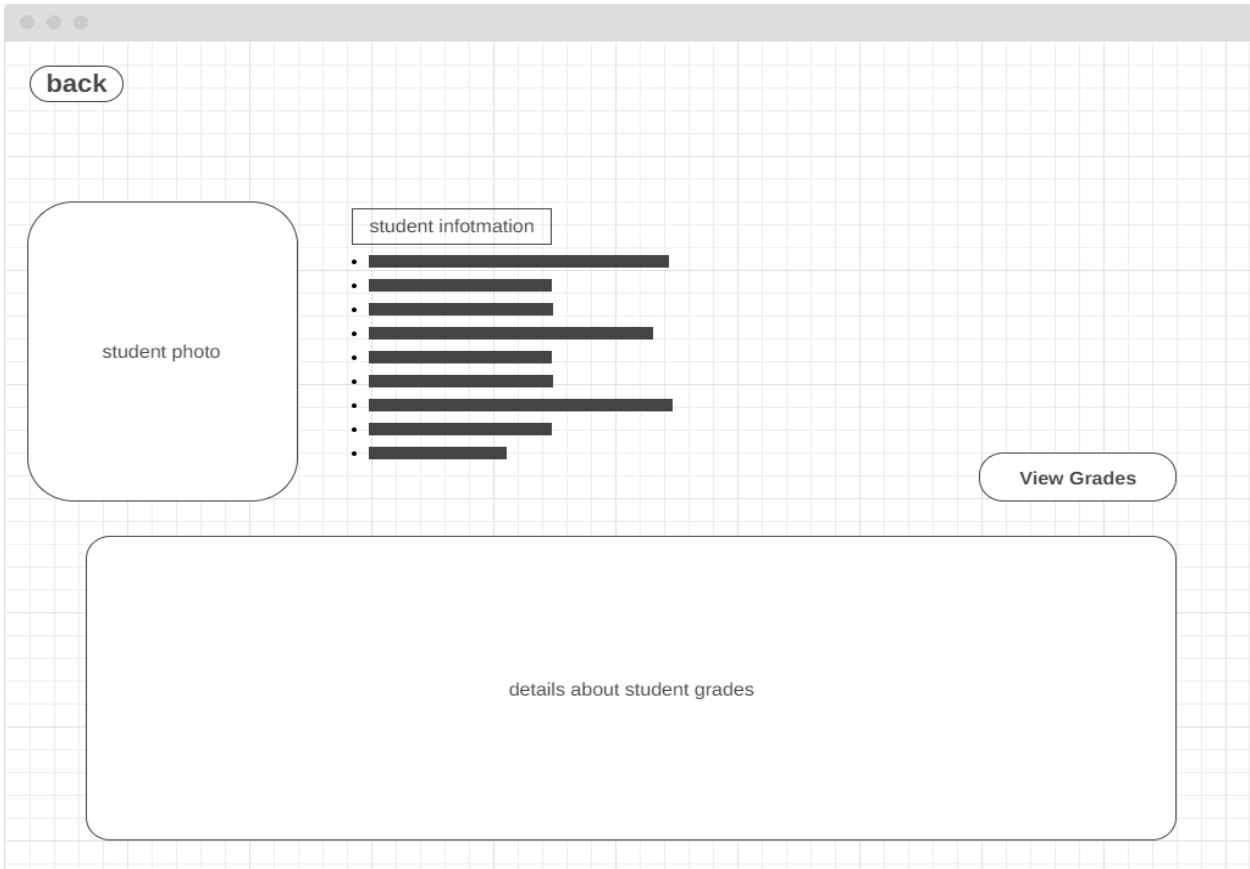 back
student infotmation
student photo
View Grades
details about student grades